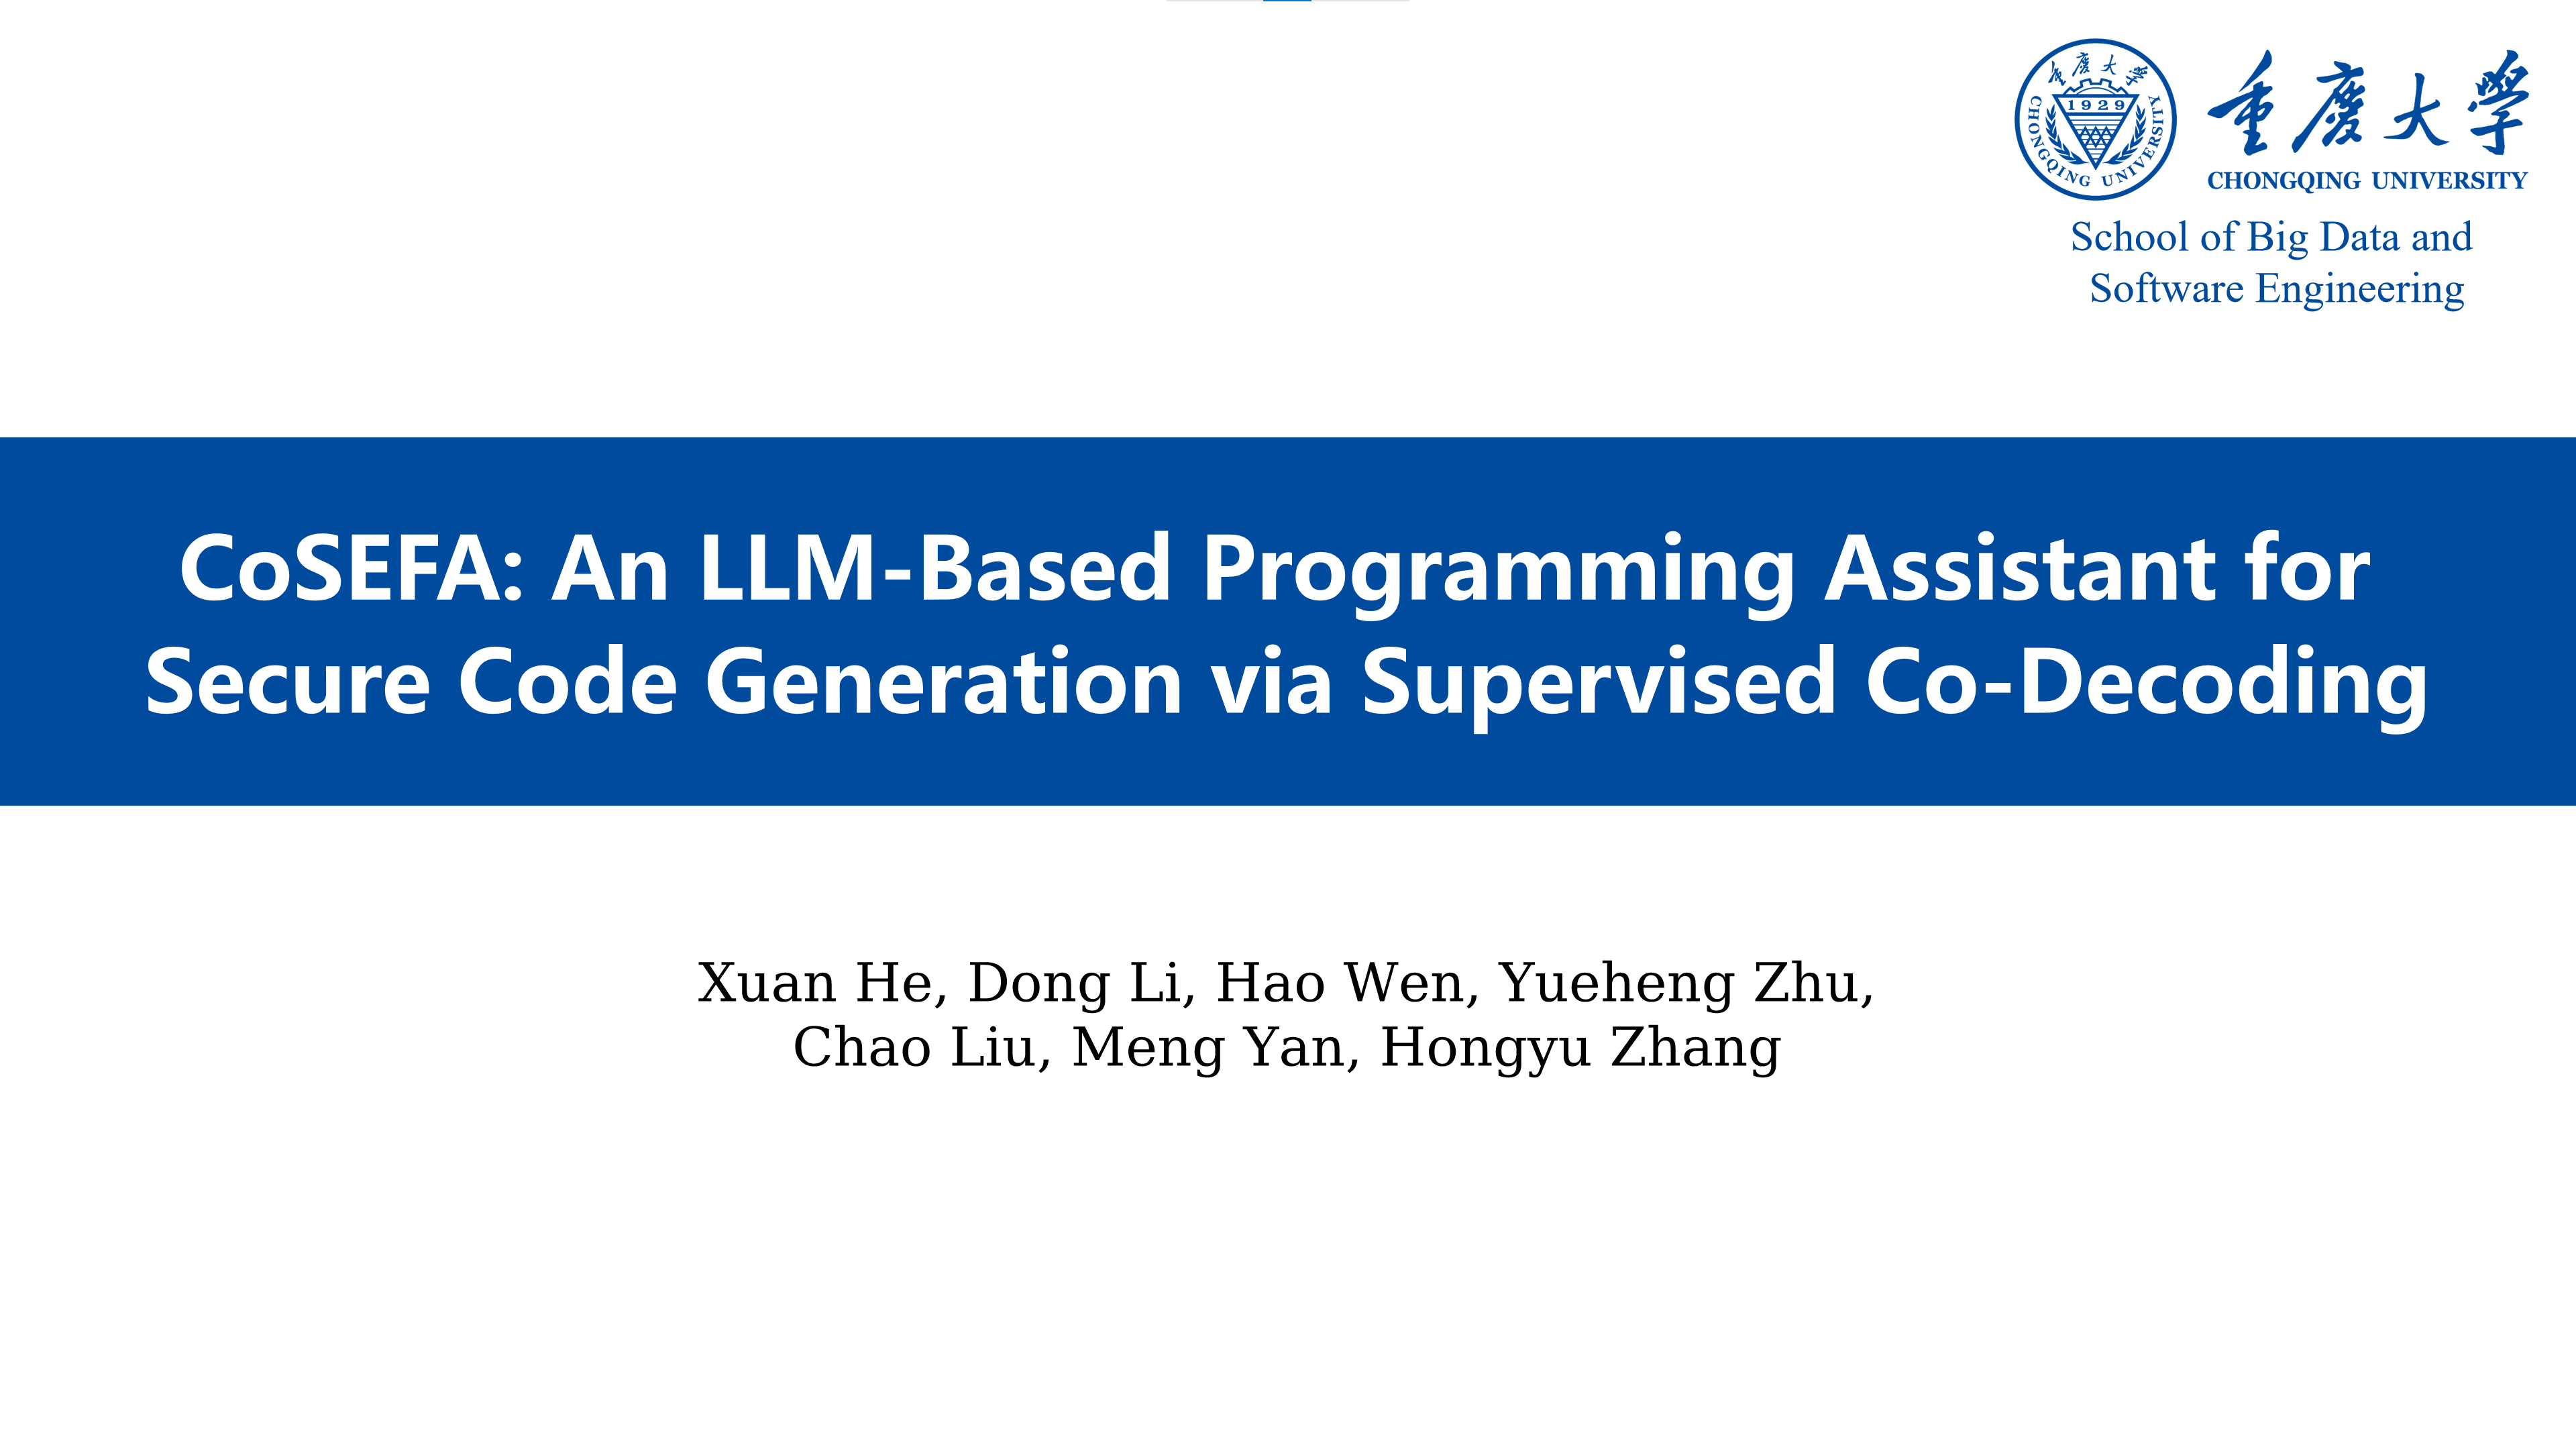 重慶大學
CHONGQING UNIVERSITY
1929
重慶大學
CHONGQING UNIVERSITY
School of Big Data and
Software Engineering
CoSEFA: An LLM-Based Programming Assistant for
Secure Code Generation via Supervised Co-Decoding
Xuan He, Dong Li, Hao Wen, Yueheng Zhu,
Chao Liu, Meng Yan, Hongyu Zhang